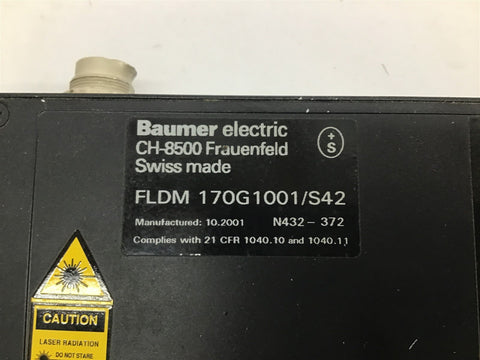 Baumer electric
CH-8500 Frauenfeld
Swiss made
+
S
FLDM 170G1001/S42
Manufactured: 10.2001 N432-372
Complies with 21 CFR 1040.10 and 1040.11
CAUTION
LASER RADIATION
DO NOT STARE